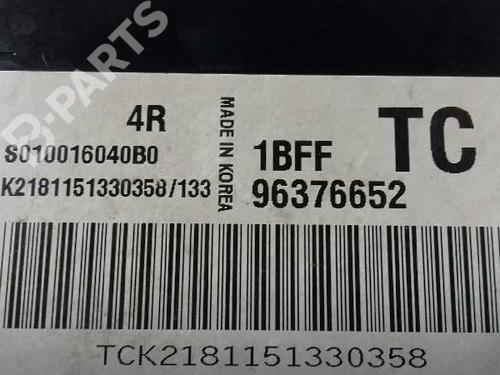 B-PARTS
4R
S010016040B0
K2181151330358/133
MADE IN KOREA
1BFF
TC
96376652
TCK2181151330358